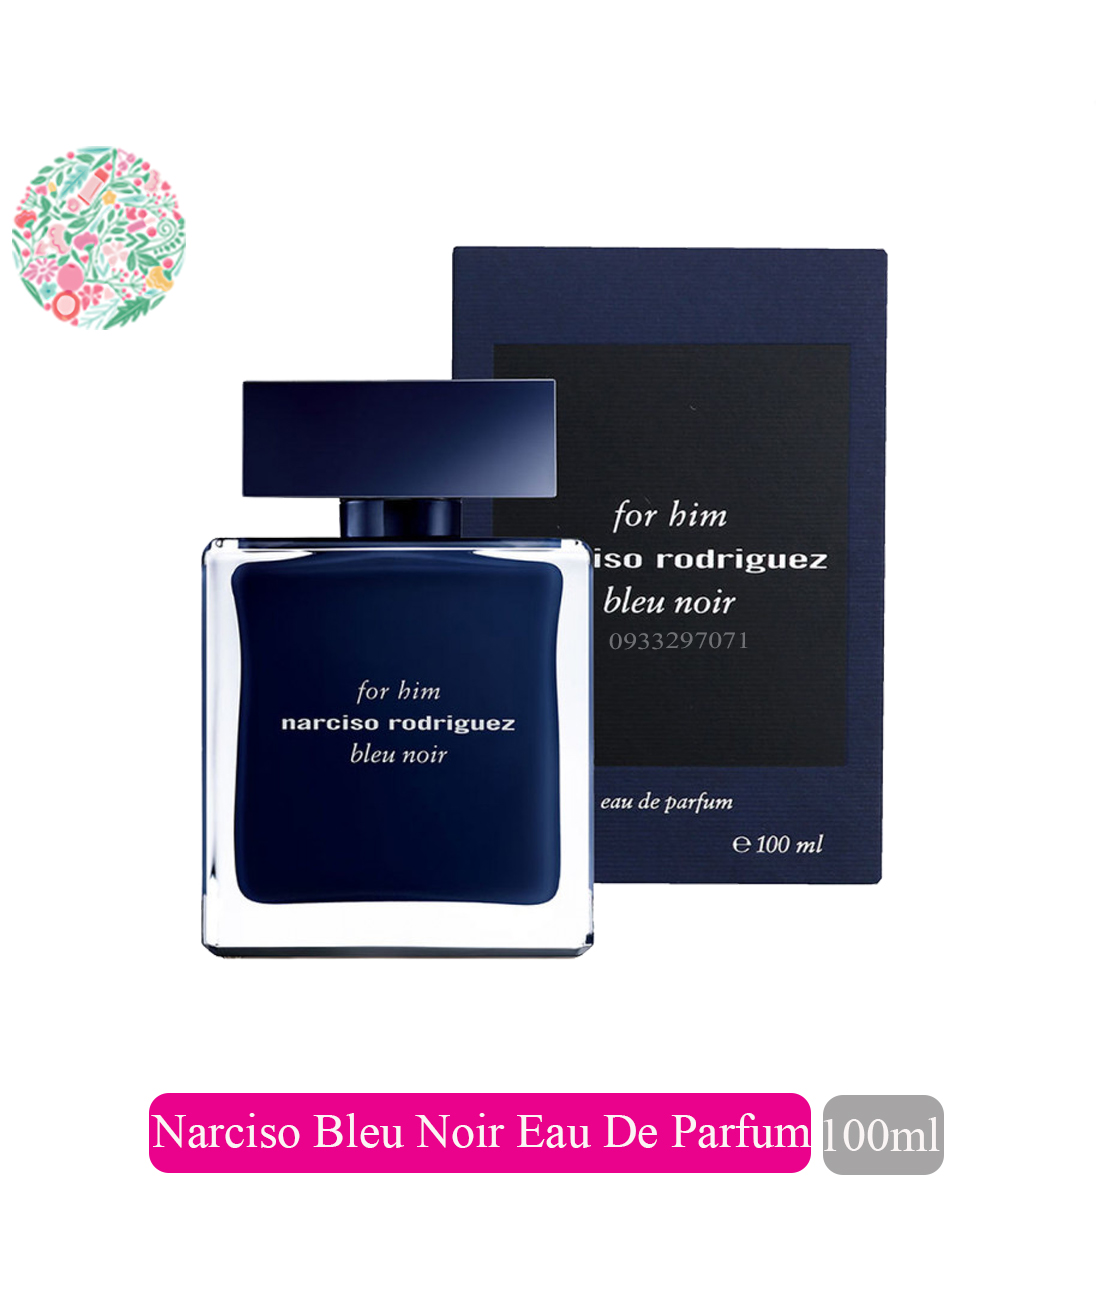 for him
iso rodriguez
bleu noir
0933297071
eau de parfum
℮ 100 ml
for him
narciso rodriguez
bleu noir
Narciso Bleu Noir Eau De Parfum 100ml